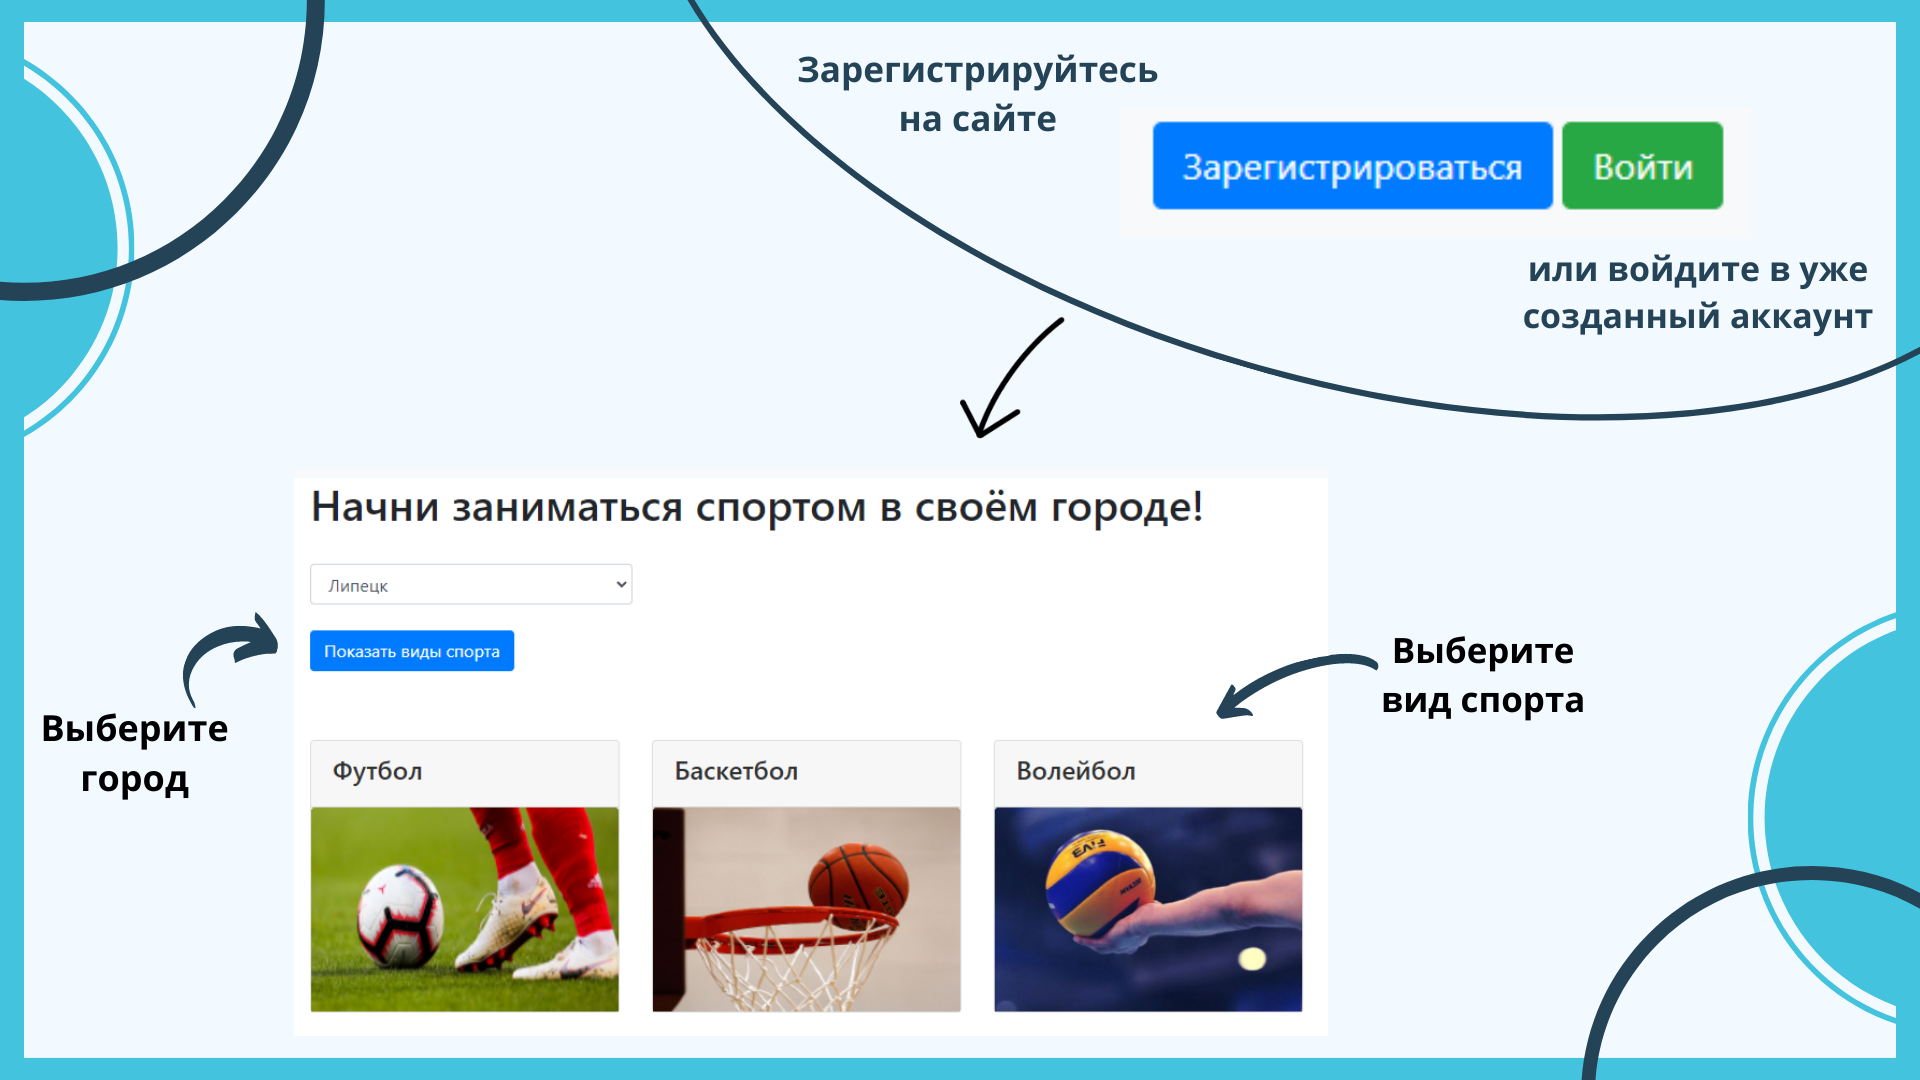 Зарегистрируйтесь
на сайте
Зарегистрироваться
Войти
или войдите в уже
созданный аккаунт
Начни заниматься спортом в своём городе!
Липецк
Показать виды спорта
Выберите
город
Выберите
вид спорта
Футбол
Баскетбол
Волейбол
FIVB